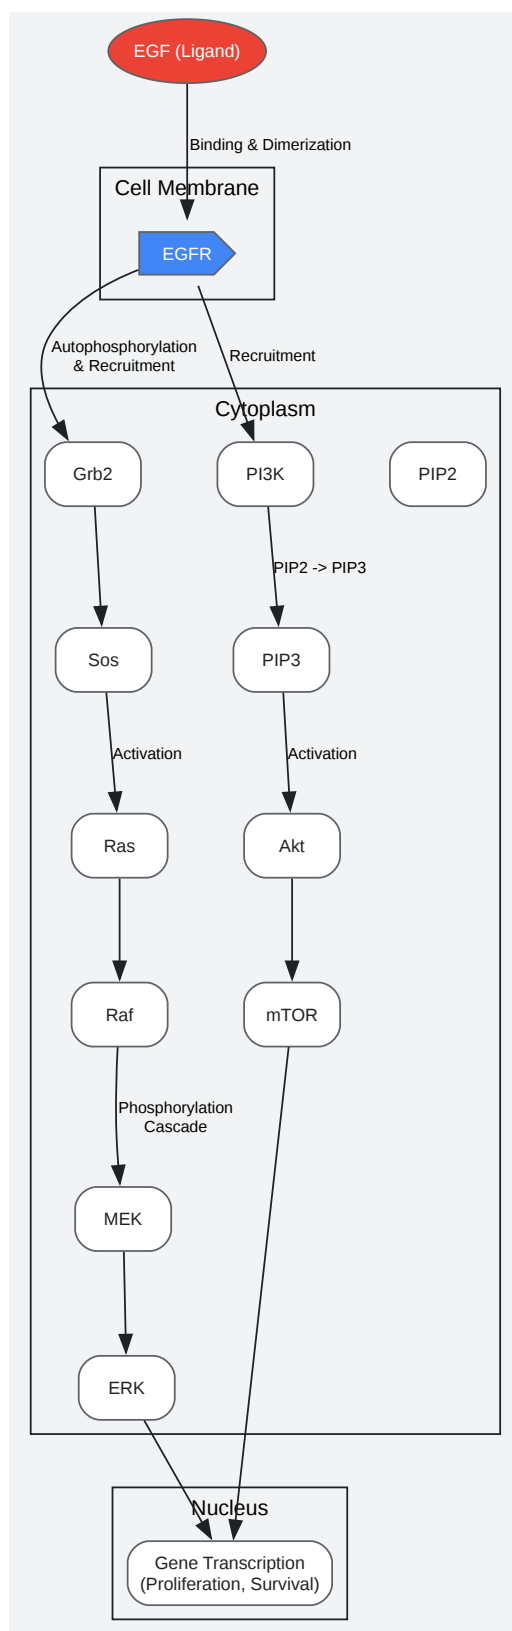 EGF (Ligand)
Binding & Dimerization
Cell Membrane
EGFR
Autophosphorylation
& Recruitment
Recruitment
Cytoplasm
Grb2
PI3K
PIP2
PIP2 -> PIP3
Sos
PIP3
Activation
Activation
Ras
Akt
Raf
mTOR
Phosphorylation
Cascade
MEK
ERK
Nucleus
Gene Transcription
(Proliferation, Survival)